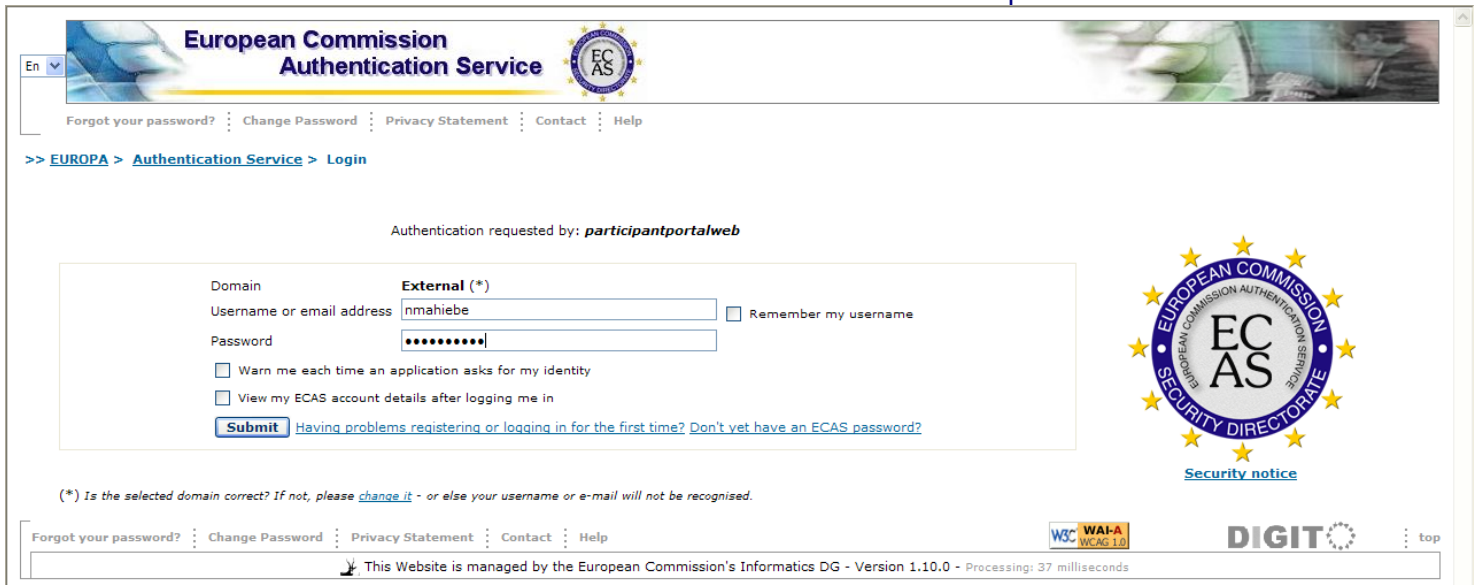 European Commission
Authentication Service
EC
AS
En
Forgot your password? Change Password Privacy Statement Contact Help
>> EUROPA > Authentication Service > Login
Authentication requested by: participantportalweb
Domain External (*)
Username or email address nmahiebe Remember my username
Password ••••••••••
Warn me each time an application asks for my identity
View my ECAS account details after logging me in
Submit Having problems registering or logging in for the first time? Don't yet have an ECAS password?
EUROPEAN COMMISSION
EUROPEAN COMMISSION AUTHENTICATION SERVICE
EC
AS
SECURITY DIRECTORATE
Security notice
(*) Is the selected domain correct? If not, please change it - or else your username or e-mail will not be recognised.
Forgot your password? Change Password Privacy Statement Contact Help
W3C WAI-A
WCAG 1.0
DIGIT
top
This Website is managed by the European Commission's Informatics DG - Version 1.10.0 - Processing: 37 milliseconds